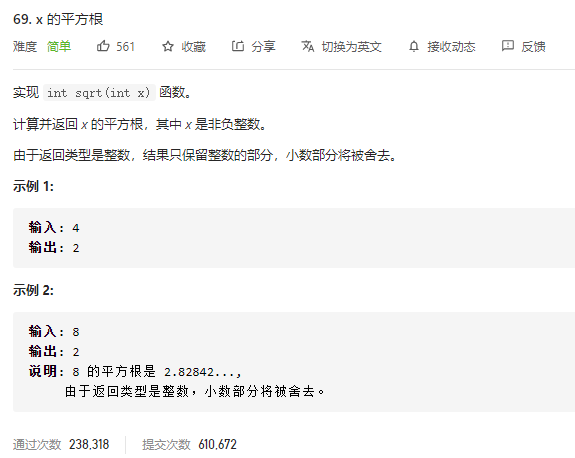 69. x 的平方根
难度 简单 561 收藏 分享 切换为英文 接收动态 反馈
实现 int sqrt(int x) 函数。
计算并返回 x 的平方根，其中 x 是非负整数。
由于返回类型是整数，结果只保留整数的部分，小数部分将被舍去。
示例 1:
输入: 4
输出: 2
示例 2:
输入: 8
输出: 2
说明: 8 的平方根是 2.82842...,
由于返回类型是整数，小数部分将被舍去。
通过次数 238,318 提交次数 610,672